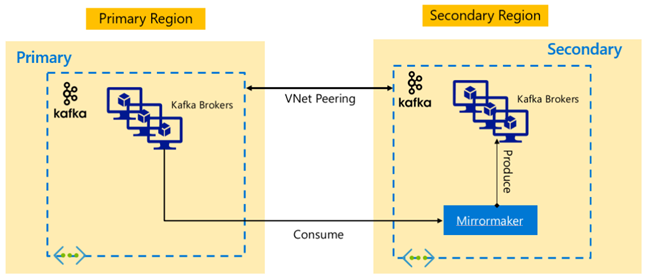 Primary Region
Secondary Region
Primary
Secondary
kafka
Kafka Brokers
VNet Peering
kafka
Kafka Brokers
Produce
Mirrormaker
Consume